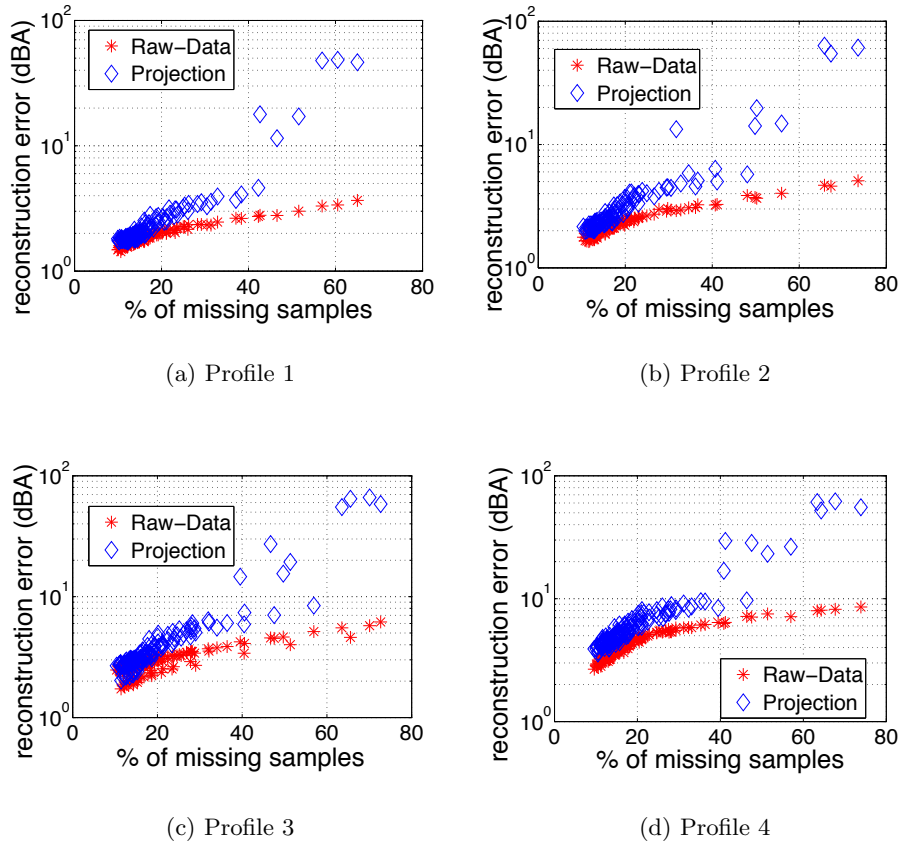 reconstruction error (dBA)
10^2
10^1
10^0
Raw-Data
Projection
0 20 40 60 80
% of missing samples
(a) Profile 1
reconstruction error (dBA)
10^2
10^1
10^0
Raw-Data
Projection
0 20 40 60 80
% of missing samples
(b) Profile 2
reconstruction error (dBA)
10^2
10^1
10^0
Raw-Data
Projection
0 20 40 60 80
% of missing samples
(c) Profile 3
reconstruction error (dBA)
10^2
10^1
10^0
Raw-Data
Projection
0 20 40 60 80
% of missing samples
(d) Profile 4